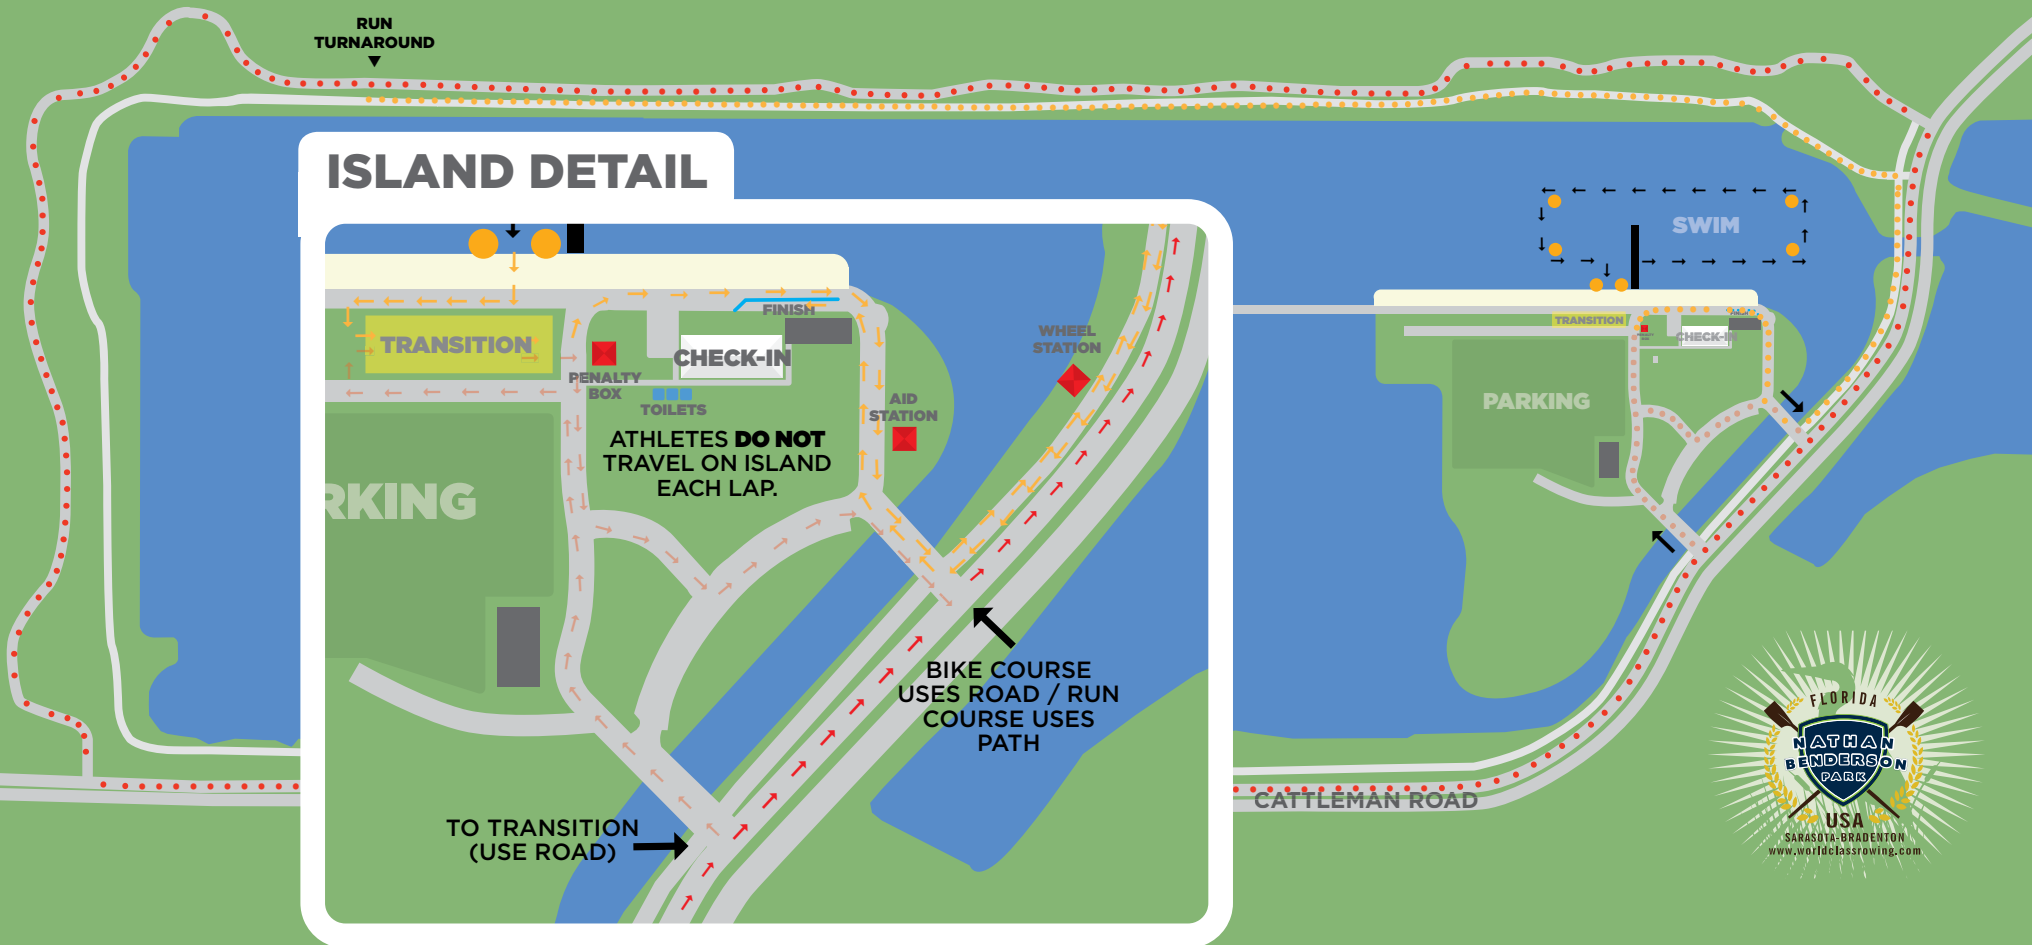 RUN
TURNAROUND
ISLAND DETAIL
SWIM
TRANSITION
CHECK-IN
PARKING
FINISH
TRANSITION
CHECK-IN
PENALTY
BOX
TOILETS
WHEEL
STATION
AID
STATION
ATHLETES DO NOT
TRAVEL ON ISLAND
EACH LAP.
RKING
BIKE COURSE
USES ROAD / RUN
COURSE USES
PATH
TO TRANSITION
(USE ROAD)
CATTLEMAN ROAD
FLORIDA
NATHAN
BENDERSON
PARK
USA
SARASOTA-BRADENTON
www.worldclassrowing.com